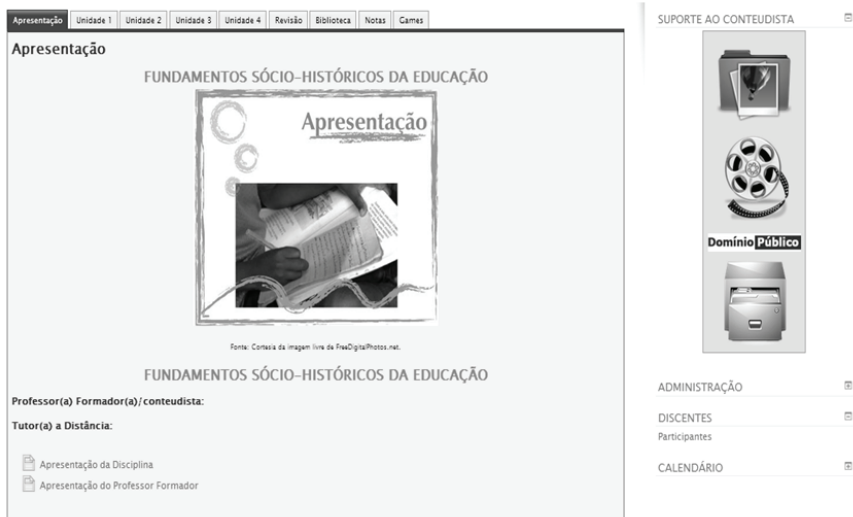 Apresentação Unidade 1 Unidade 2 Unidade 3 Unidade 4 Revisão Biblioteca Notas Games
Apresentação
FUNDAMENTOS SÓCIO-HISTÓRICOS DA EDUCAÇÃO
Apresentação
Fonte: Cortesia da imagem livre de FreeDigitalPhotos.net.
FUNDAMENTOS SÓCIO-HISTÓRICOS DA EDUCAÇÃO
Professor(a) Formador(a)/conteudista:
Tutor(a) a Distância:
Apresentação da Disciplina
Apresentação do Professor Formador
SUPORTE AO CONTEUDISTA
Domínio Público
ADMINISTRAÇÃO
DISCENTES
Participantes
CALENDÁRIO